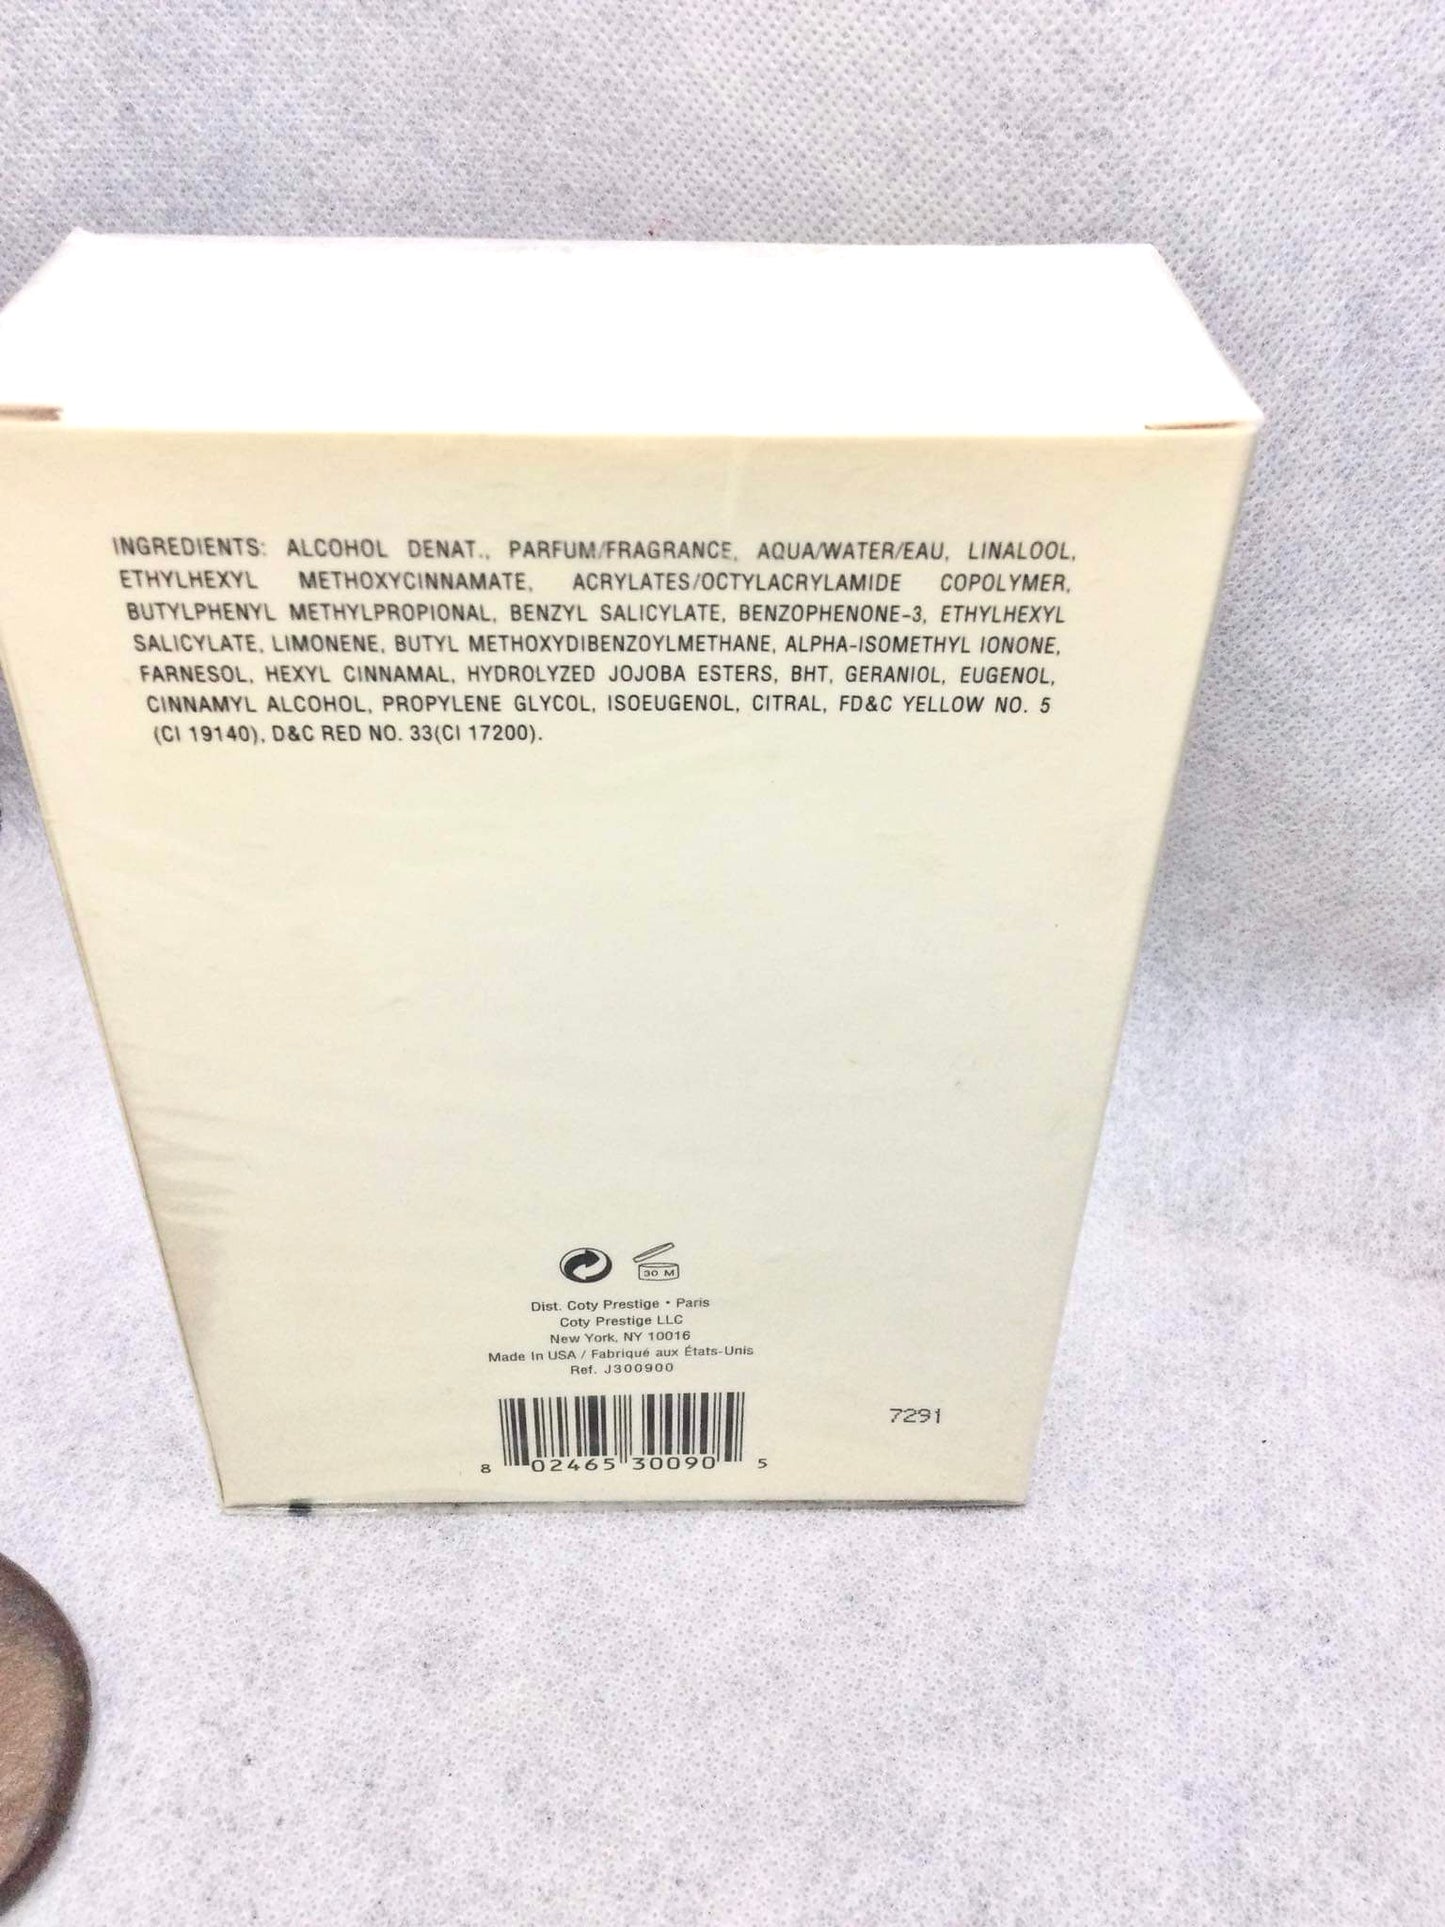 INGREDIENTS: ALCOHOL DENAT., PARFUM/FRAGRANCE, AQUA/WATER/EAU, LINALOOL,
ETHYLHEXYL METHOXYCINNAMATE, ACRYLATES/OCTYLACRYLAMIDE COPOLYMER,
BUTYLPHENYL METHYLPROPIONAL, BENZYL SALICYLATE, BENZOPHENONE-3, ETHYLHEXYL
SALICYLATE, LIMONENE, BUTYL METHOXYDIBENZOYLMETHANE, ALPHA-ISOMETHYL IONONE,
FARNESOL, HEXYL CINNAMAL, HYDROLYZED JOJOBA ESTERS, BHT, GERANIOL, EUGENOL,
CINNAMYL ALCOHOL, PROPYLENE GLYCOL, ISOEUGENOL, CITRAL, FD&C YELLOW NO. 5
(CI 19140), D&C RED NO. 33(CI 17200).
30 M
Dist. Coty Prestige • Paris
Coty Prestige LLC
New York, NY 10016
Made In USA / Fabriqué aux États-Unis
Ref. J300900
7291
8 02465 30090 5